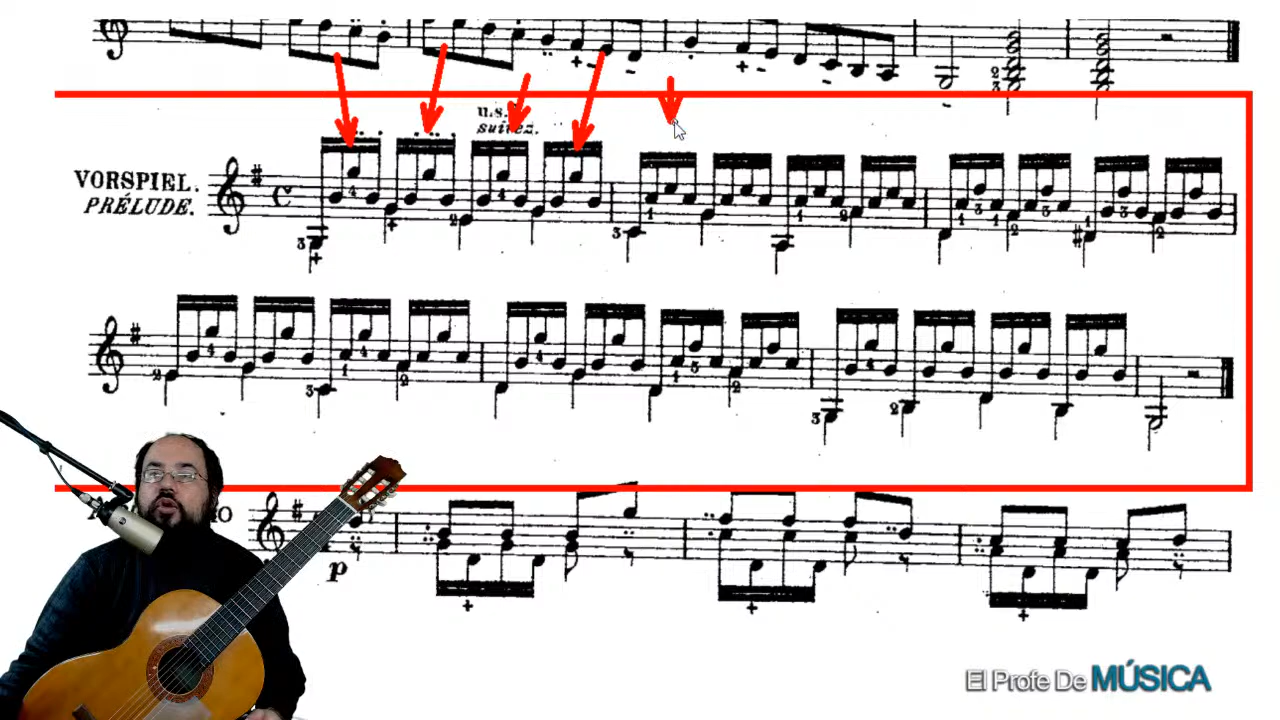 u.s.
suivez.
VORSPIEL.
PRÉLUDE.
p
El Profe De MÚSICA